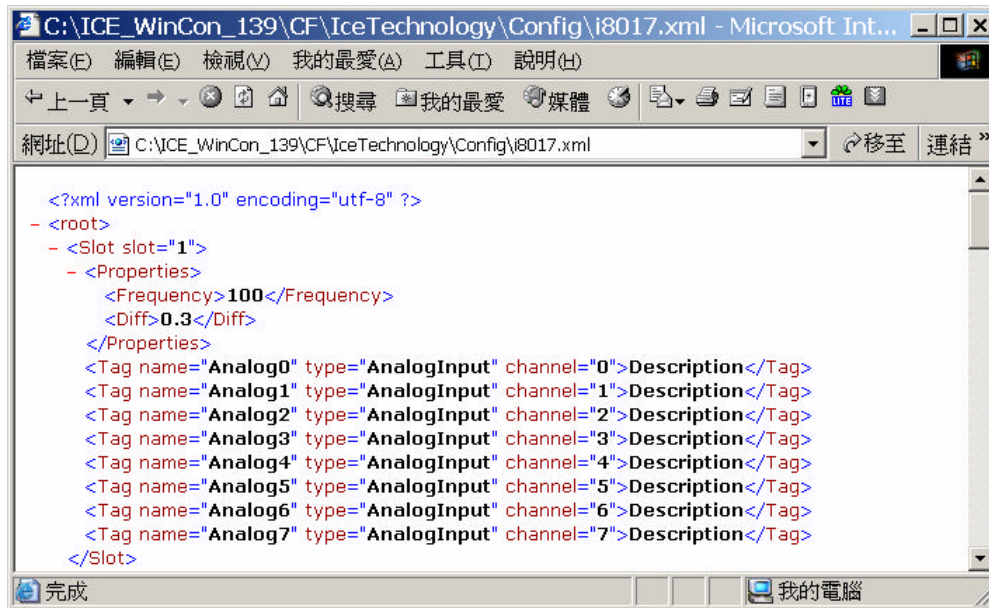 C:\ICE_WinCon_139\CF\IceTechnology\Config\i8017.xml - Microsoft Int...
檔案(F) 編輯(E) 檢視(V) 我的最愛(A) 工具(T) 說明(H)
上一頁 搜尋 我的最愛 媒體
網址(D) C:\ICE_WinCon_139\CF\IceTechnology\Config\i8017.xml 移至 連結 »
<?xml version="1.0" encoding="utf-8" ?>
- <root>
- <Slot slot="1">
- <Properties>
<Frequency>100</Frequency>
<Diff>0.3</Diff>
</Properties>
<Tag name="Analog0" type="AnalogInput" channel="0">Description</Tag>
<Tag name="Analog1" type="AnalogInput" channel="1">Description</Tag>
<Tag name="Analog2" type="AnalogInput" channel="2">Description</Tag>
<Tag name="Analog3" type="AnalogInput" channel="3">Description</Tag>
<Tag name="Analog4" type="AnalogInput" channel="4">Description</Tag>
<Tag name="Analog5" type="AnalogInput" channel="5">Description</Tag>
<Tag name="Analog6" type="AnalogInput" channel="6">Description</Tag>
<Tag name="Analog7" type="AnalogInput" channel="7">Description</Tag>
</Slot>
完成 我的電腦